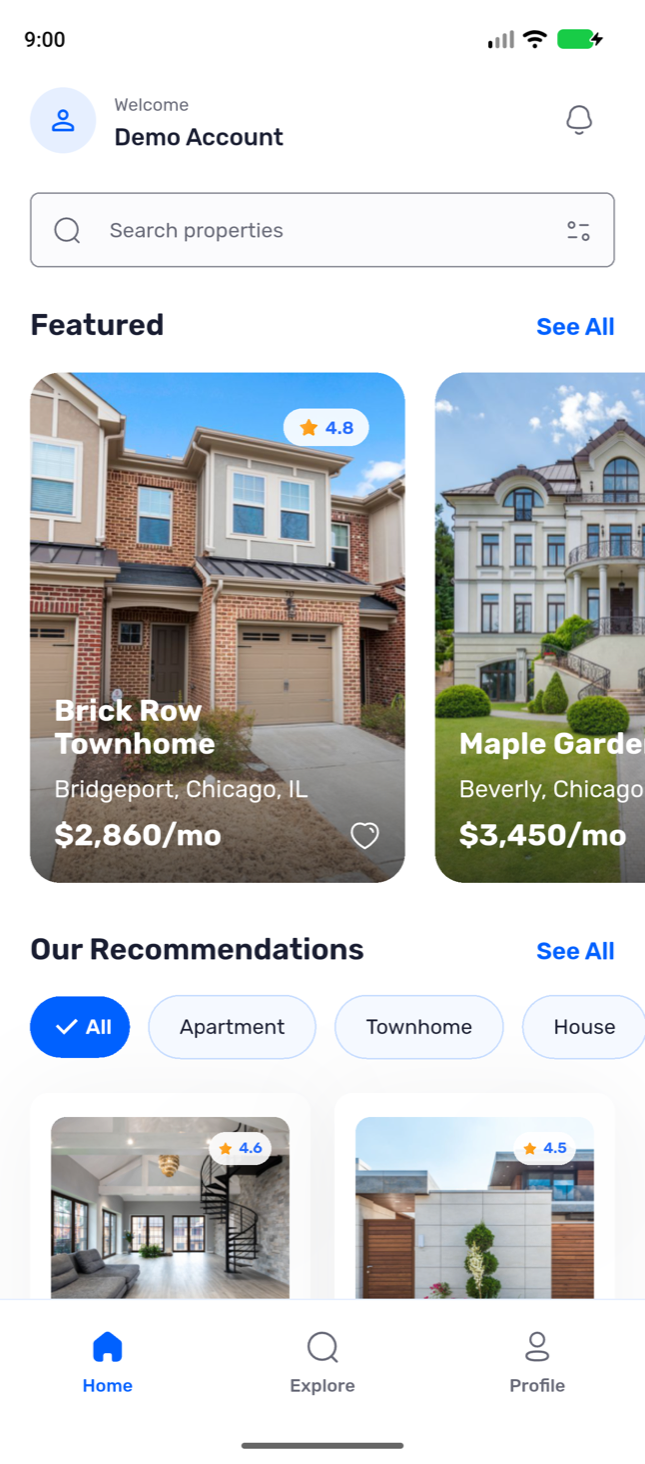 9:00
Welcome
Demo Account
Search properties
Featured
See All
4.8
Brick Row
Townhome
Bridgeport, Chicago, IL
$2,860/mo
Maple Garde
Beverly, Chicago
$3,450/mo
Our Recommendations
See All
All
Apartment
Townhome
House
4.6
4.5
Home
Explore
Profile